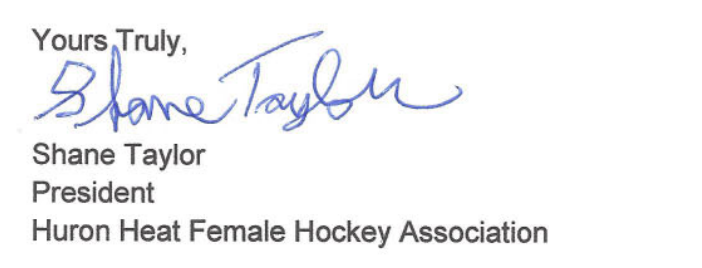 Yours Truly,
Shane Taylor
Shane Taylor
President
Huron Heat Female Hockey Association